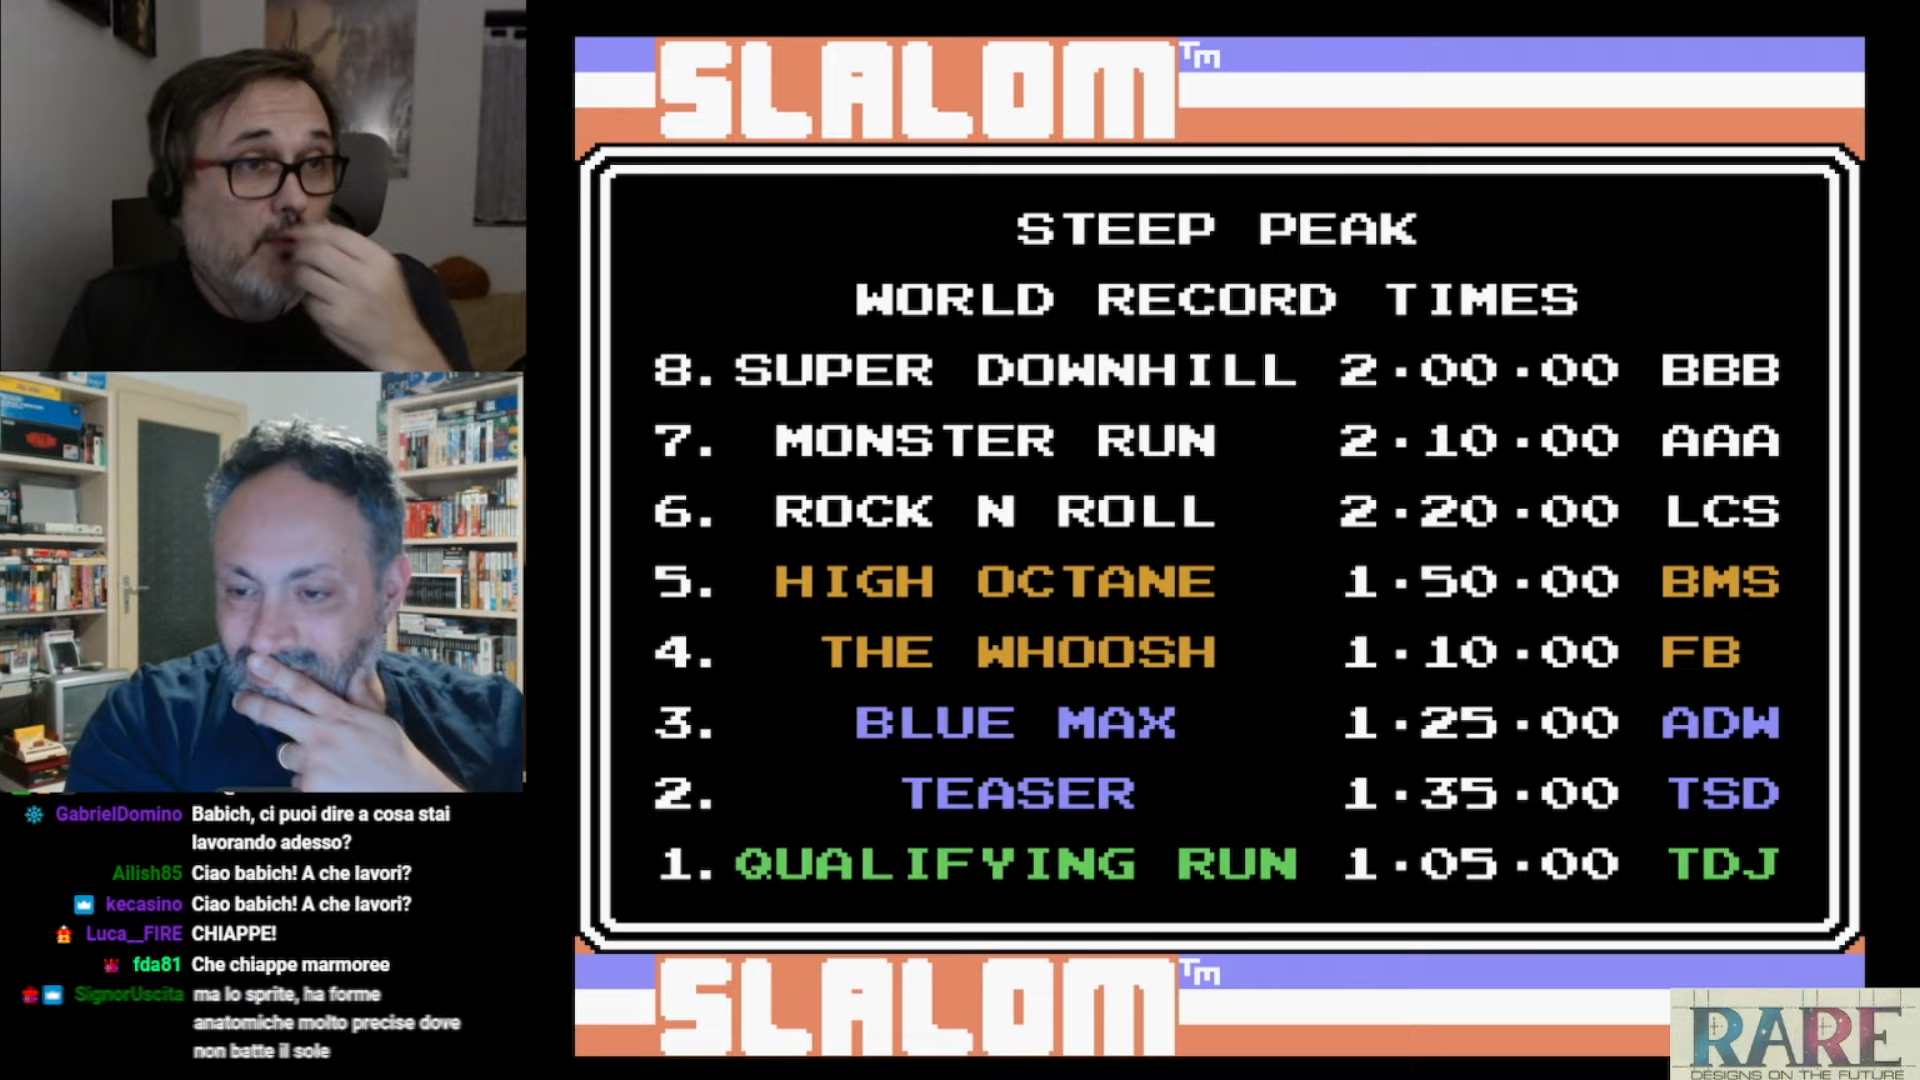 SLALOM™
STEEP PEAK
WORLD RECORD TIMES
8. SUPER DOWNHILL 2·00·00 BBB
7. MONSTER RUN 2·10·00 AAA
6. ROCK N ROLL 2·20·00 LCS
5. HIGH OCTANE 1·50·00 BMS
4. THE WHOOSH 1·10·00 FB
3. BLUE MAX 1·25·00 ADW
2. TEASER 1·35·00 TSD
1. QUALIFYING RUN 1·05·00 TDJ
SLALOM™
RARE
DESIGNS ON THE FUTURE
GabrielDomino Babich, ci puoi dire a cosa stai
lavorando adesso?
Ailish85 Ciao babich! A che lavori?
kecasino Ciao babich! A che lavori?
Luca__FIRE CHIAPPE!
fda81 Che chiappe marmoree
SignorUscita ma lo sprite, ha forme
anatomiche molto precise dove
non batte il sole